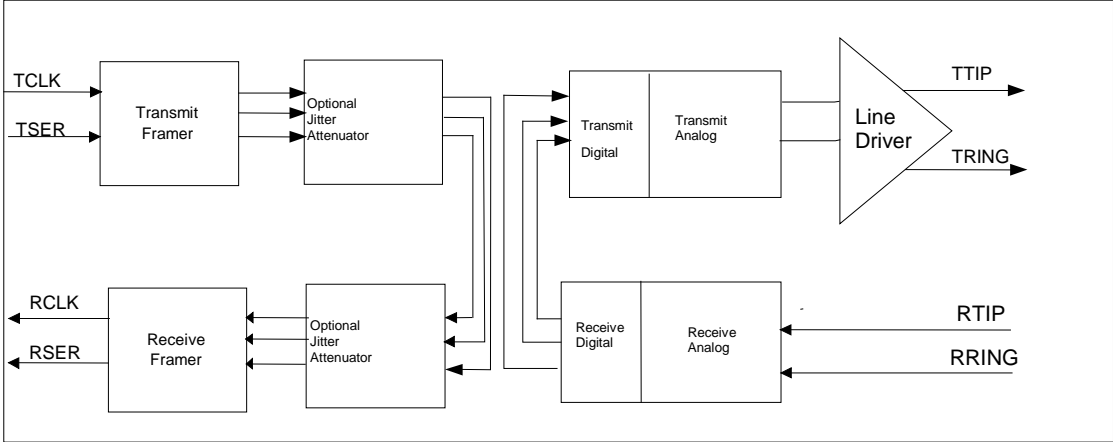 TCLK
TSER
Transmit
Framer
Optional
Jitter
Attenuator
Transmit
Digital
Transmit
Analog
Line
Driver
TTIP
TRING
RCLK
RSER
Receive
Framer
Optional
Jitter
Attenuator
Receive
Digital
Receive
Analog
RTIP
RRING